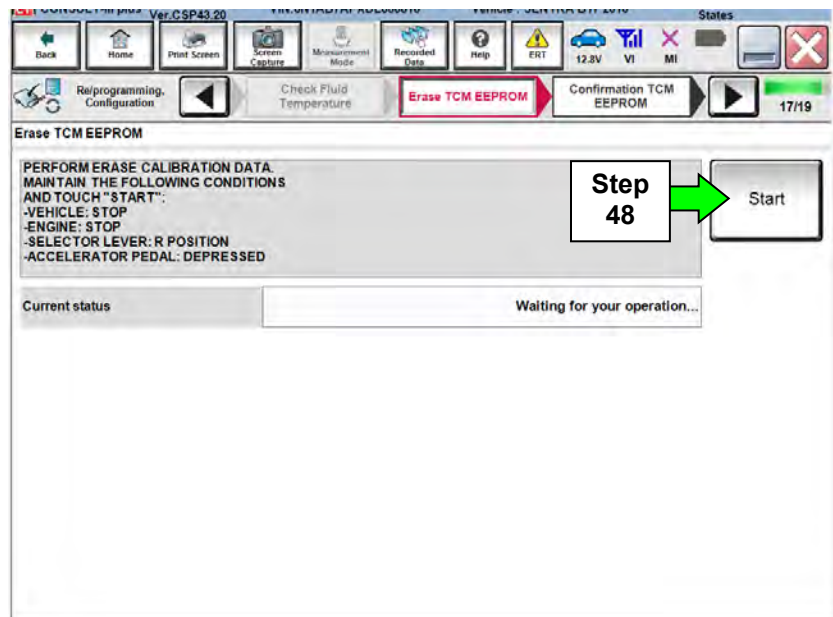 Ver.CSP43.20
States
Back
Home
Print Screen
Screen Capture
Measurement Mode
Recorded Data
Help
ERT
12.8V
VI
MI
Re/programming, Configuration
Check Fluid Temperature
Erase TCM EEPROM
Confirmation TCM EEPROM
17/19
Erase TCM EEPROM
PERFORM ERASE CALIBRATION DATA.
MAINTAIN THE FOLLOWING CONDITIONS
AND TOUCH "START":
-VEHICLE: STOP
-ENGINE: STOP
-SELECTOR LEVER: R POSITION
-ACCELERATOR PEDAL: DEPRESSED
Step
48
Start
Current status
Waiting for your operation...